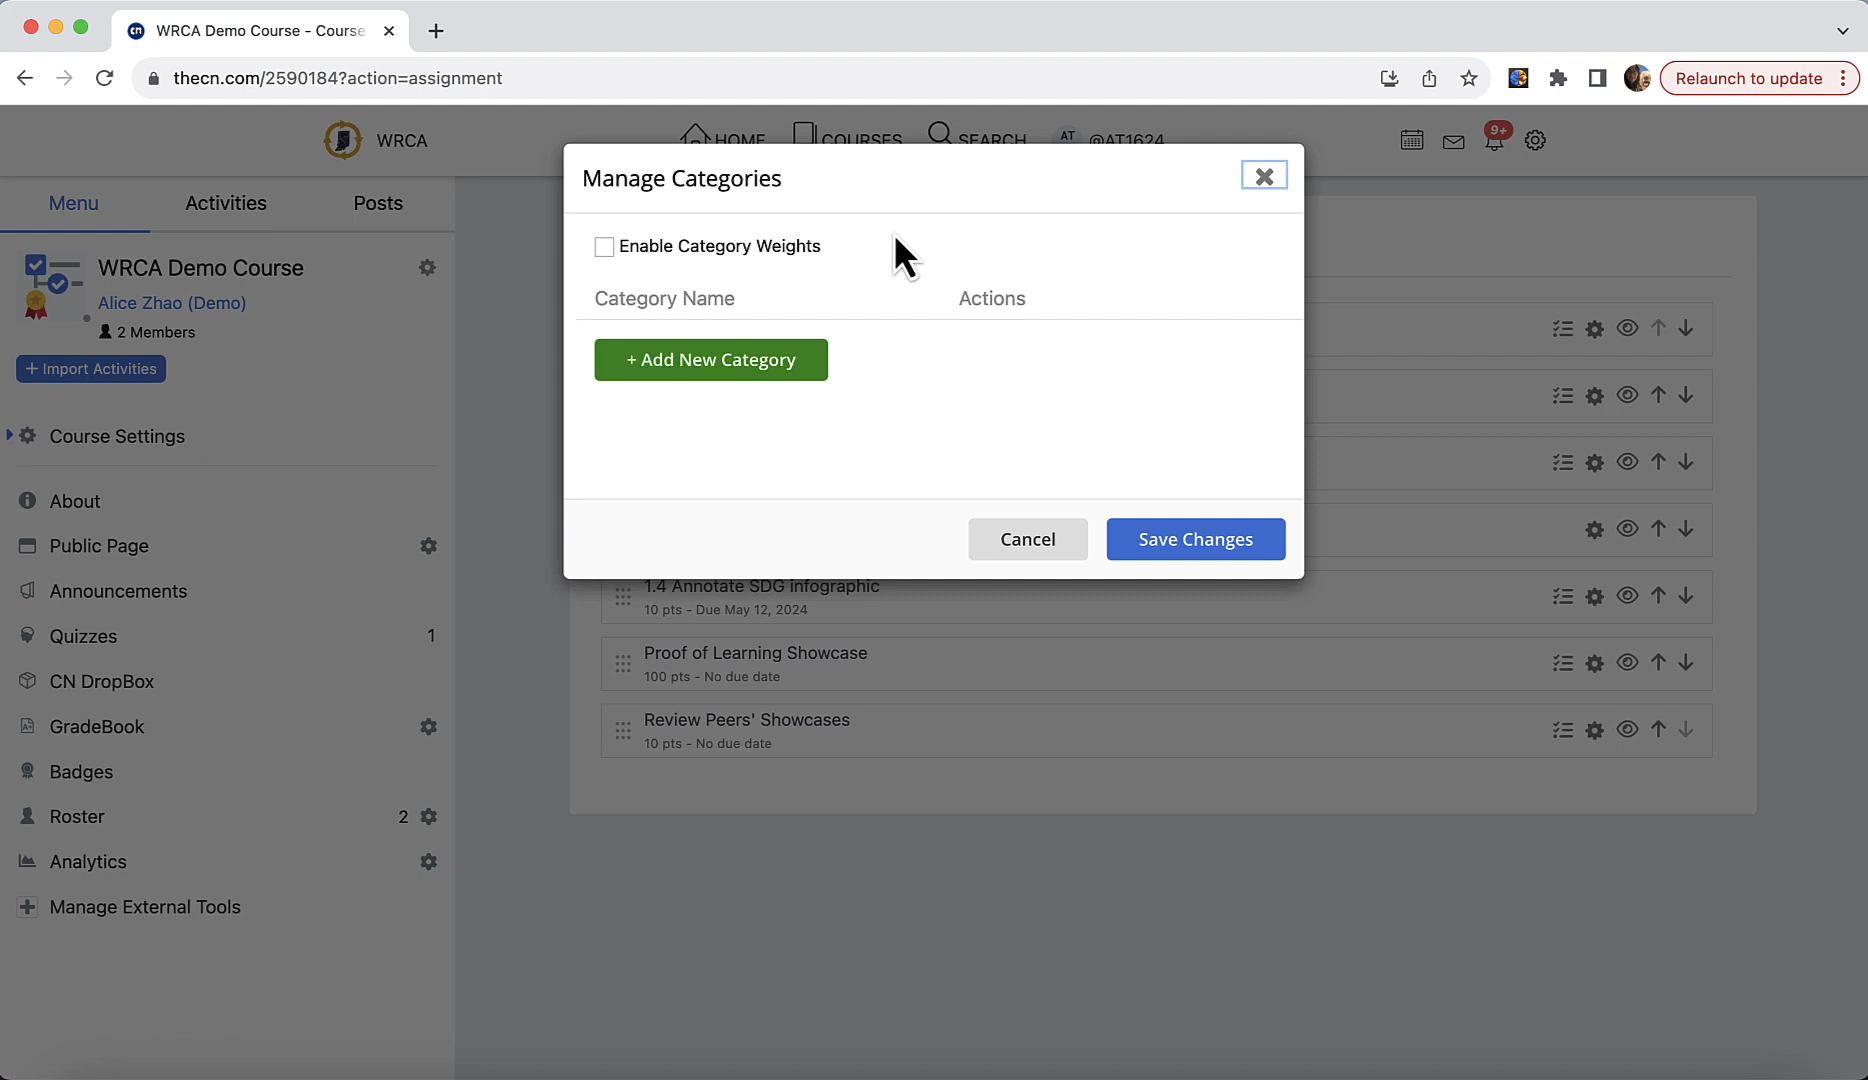 WRCA Demo Course - Course
thecn.com/2590184?action=assignment
Relaunch to update
WRCA
HOME
COURSES
SEARCH
AT
@AT1624
9+
Menu
Activities
Posts
WRCA Demo Course
Alice Zhao (Demo)
2 Members
+ Import Activities
Course Settings
About
Public Page
Announcements
Quizzes 1
CN DropBox
GradeBook
Badges
Roster 2
Analytics
Manage External Tools
Manage Categories
Enable Category Weights
Category Name Actions
+ Add New Category
Cancel
Save Changes
1.4 Annotate SDG infographic
10 pts - Due May 12, 2024
Proof of Learning Showcase
100 pts - No due date
Review Peers' Showcases
10 pts - No due date